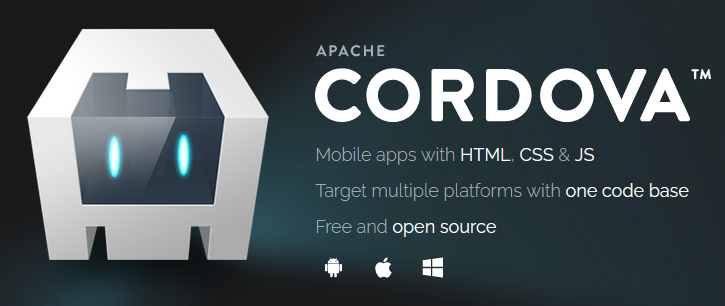 APACHE
CORDOVA™
Mobile apps with HTML, CSS & JS
Target multiple platforms with one code base
Free and open source